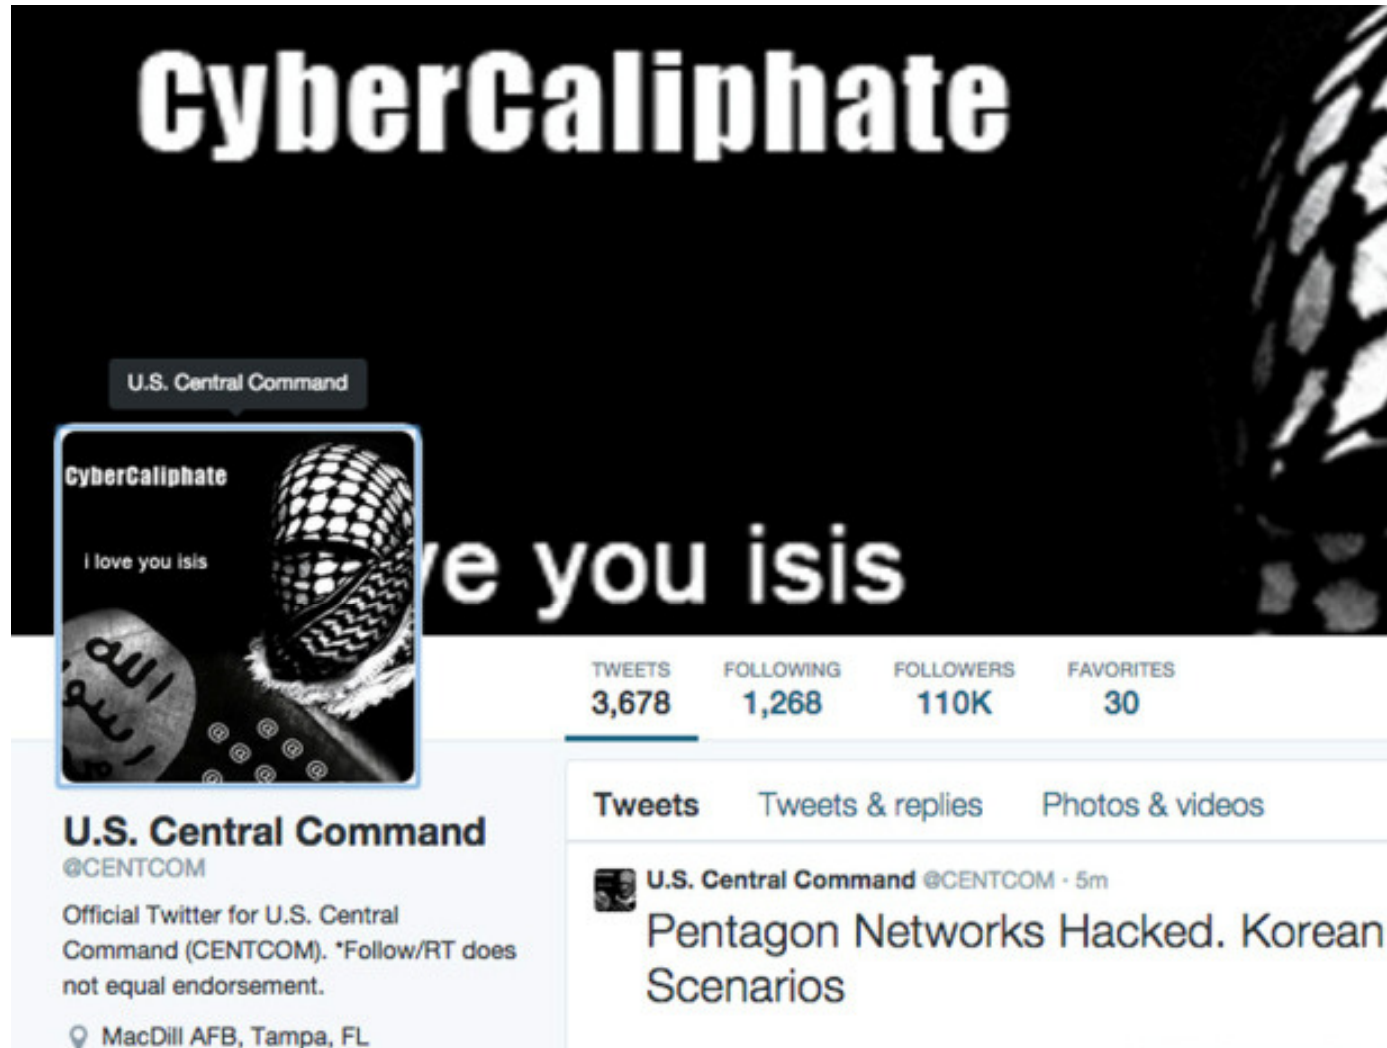 CyberCaliphate
U.S. Central Command
CyberCaliphate
i love you isis
you isis
الله
رسول
TWEETS FOLLOWING FOLLOWERS FAVORITES
3,678 1,268 110K 30
Tweets Tweets & replies Photos & videos
U.S. Central Command
@CENTCOM
Official Twitter for U.S. Central
Command (CENTCOM). *Follow/RT does
not equal endorsement.
MacDill AFB, Tampa, FL
U.S. Central Command @CENTCOM · 5m
Pentagon Networks Hacked. Korean
Scenarios